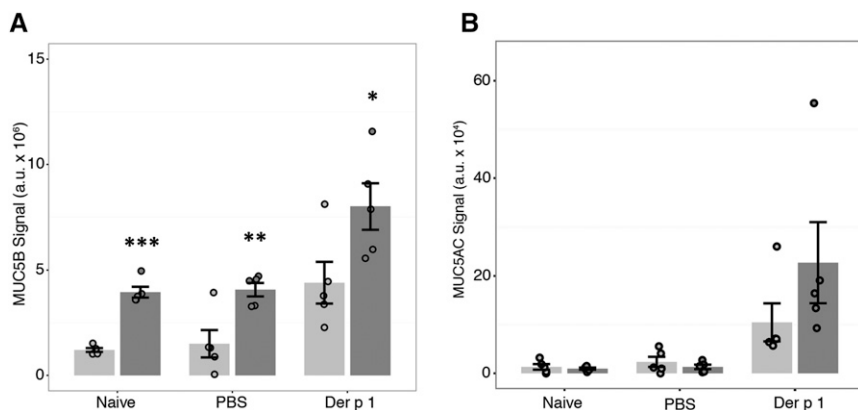 A
MUC5B Signal (a.u. x 10⁶)
15
10
5
0
***
**
*
Naive PBS Der p 1
B
MUC5AC Signal (a.u. x 10⁴)
60
40
20
0
Naive PBS Der p 1